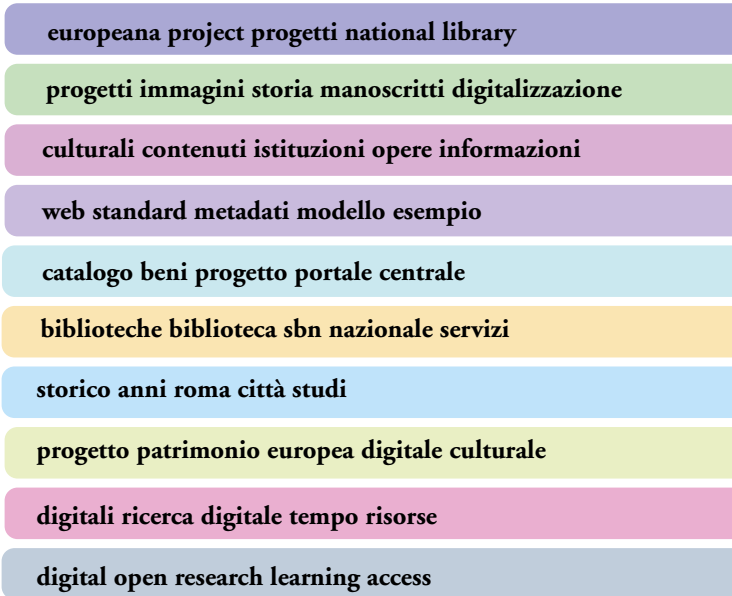 europeana project progetti national library
progetti immagini storia manoscritti digitalizzazione
culturali contenuti istituzioni opere informazioni
web standard metadati modello esempio
catalogo beni progetto portale centrale
biblioteche biblioteca sbn nazionale servizi
storico anni roma città studi
progetto patrimonio europea digitale culturale
digitali ricerca digitale tempo risorse
digital open research learning access